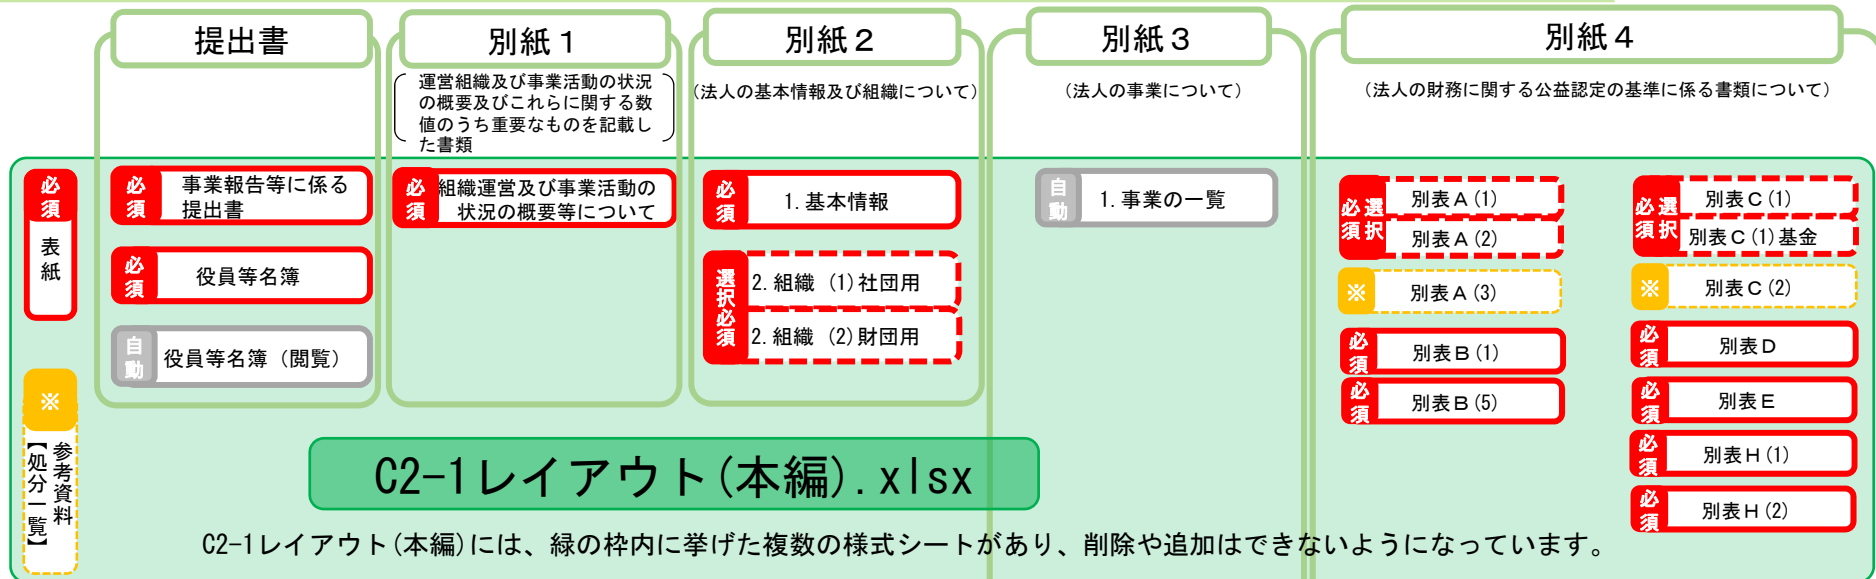 提出書
別紙１
別紙２
別紙３
別紙４
運営組織及び事業活動の状況
の概要及びこれらに関する数
値のうち重要なものを記載し
た書類
(法人の基本情報及び組織について)
(法人の事業について)
(法人の財務に関する公益認定の基準に係る書類について)
必須
表紙
※
参考資料
【処分一覧】
必須
事業報告等に係る
提出書
必須
役員等名簿
自動
役員等名簿（閲覧）
必須
組織運営及び事業活動の
状況の概要等について
必須
1.基本情報
選択必須
2.組織 (1)社団用
2.組織 (2)財団用
自動
1.事業の一覧
必須選択
別表Ａ(1)
別表Ａ(2)
※
別表Ａ(3)
必須
別表Ｂ(1)
必須
別表Ｂ(5)
必須選択
別表Ｃ(1)
別表Ｃ(1)基金
※
別表Ｃ(2)
必須
別表Ｄ
必須
別表Ｅ
必須
別表Ｈ(1)
必須
別表Ｈ(2)
C2-1レイアウト(本編).xlsx
C2-1レイアウト(本編)には、緑の枠内に挙げた複数の様式シートがあり、削除や追加はできないようになっています。